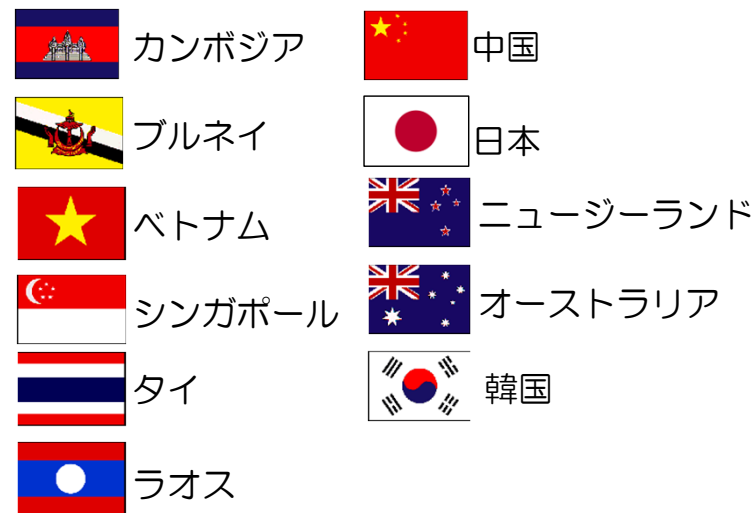 カンボジア
ブルネイ
ベトナム
シンガポール
タイ
ラオス
中国
日本
ニュージーランド
オーストラリア
韓国